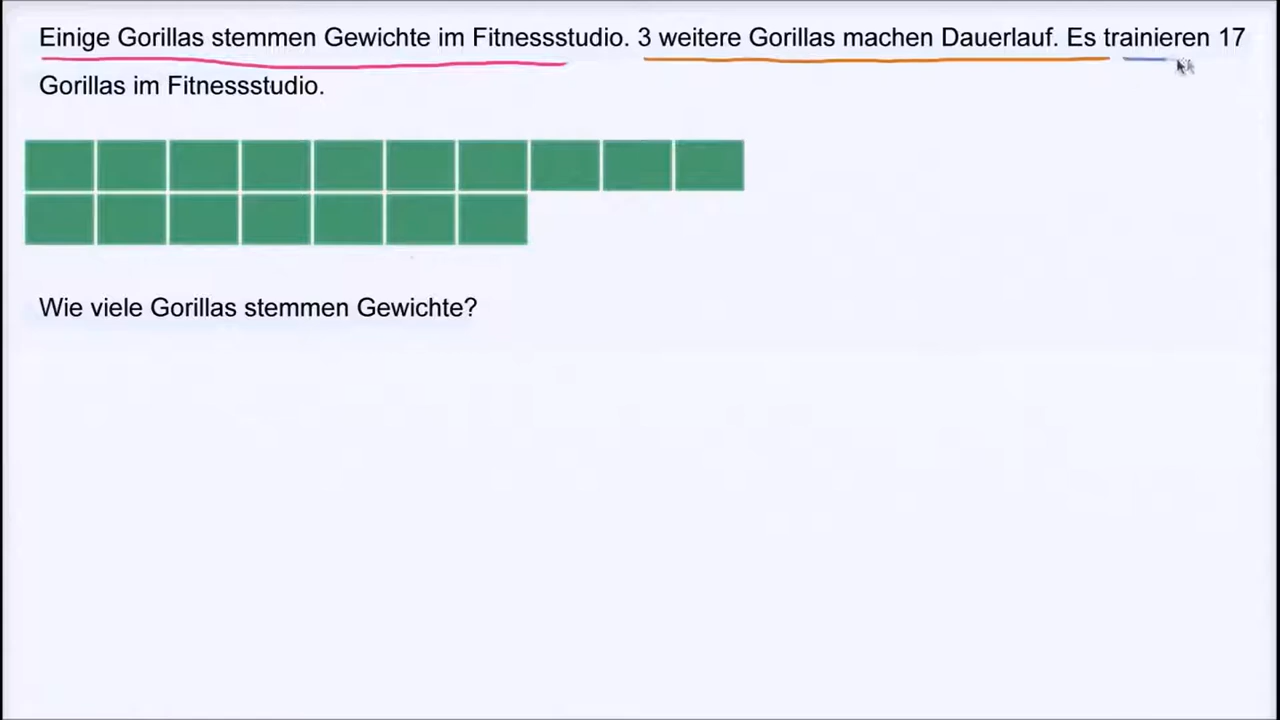 Einige Gorillas stemmen Gewichte im Fitnessstudio. 3 weitere Gorillas machen Dauerlauf. Es trainieren 17
Gorillas im Fitnessstudio.
Wie viele Gorillas stemmen Gewichte?